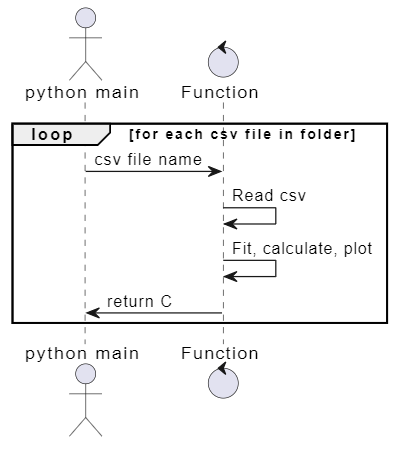 python main
Function
loop
[for each csv file in folder]
csv file name
Read csv
Fit, calculate, plot
return C
python main
Function